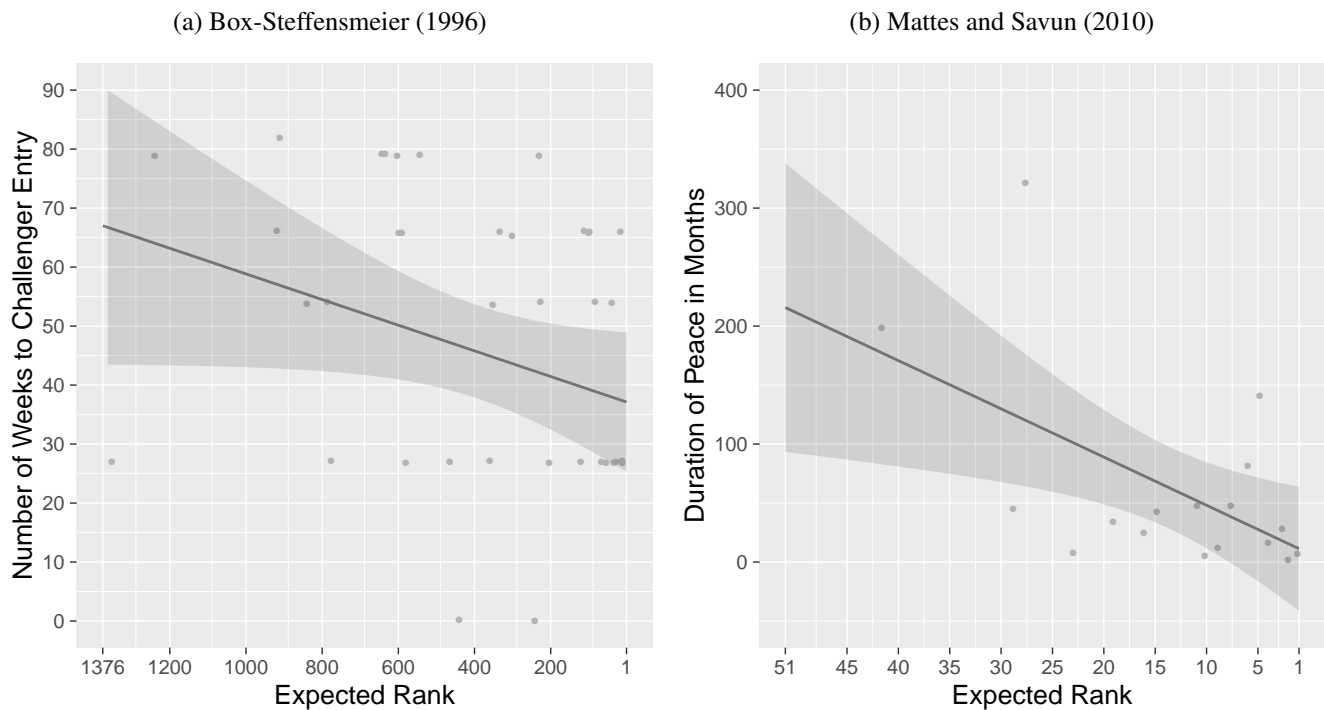 (a) Box-Steffensmeier (1996)
Number of Weeks to Challenger Entry
90
80
70
60
50
40
30
20
10
0
1376 1200 1000 800 600 400 200 1
Expected Rank
(b) Mattes and Savun (2010)
Duration of Peace in Months
400
300
200
100
0
51 45 40 35 30 25 20 15 10 5 1
Expected Rank